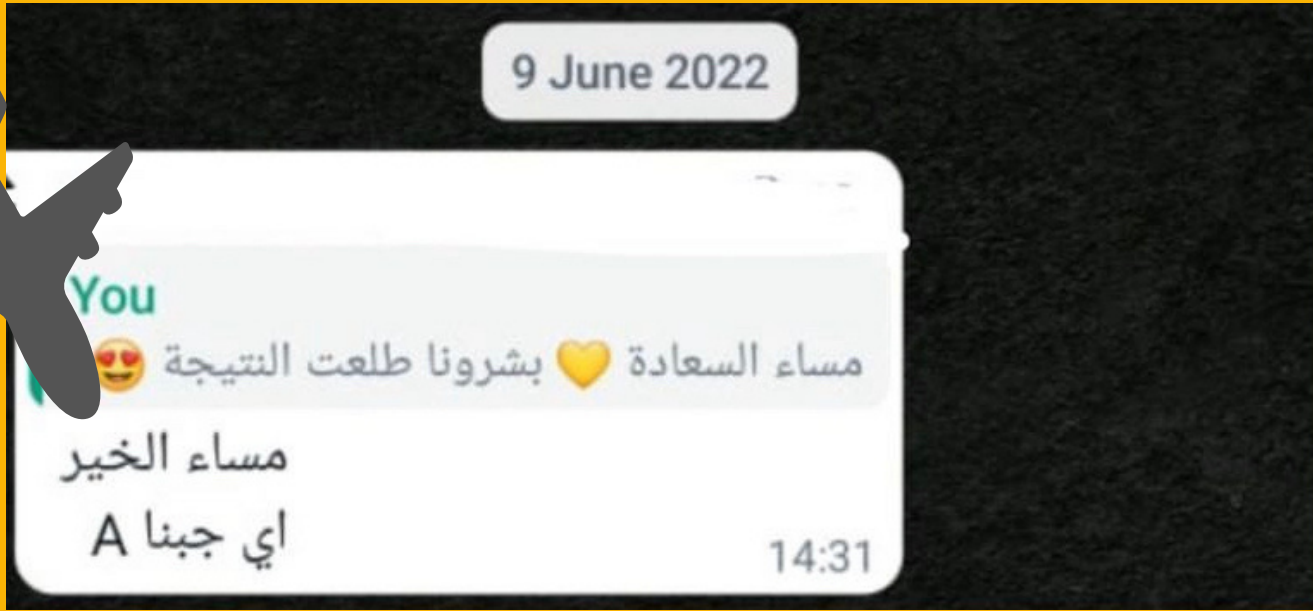 9 June 2022
You
مساء السعادة 💛 بشرونا طلعت النتيجة 😍
مساء الخير
اي جبنا A
14:31